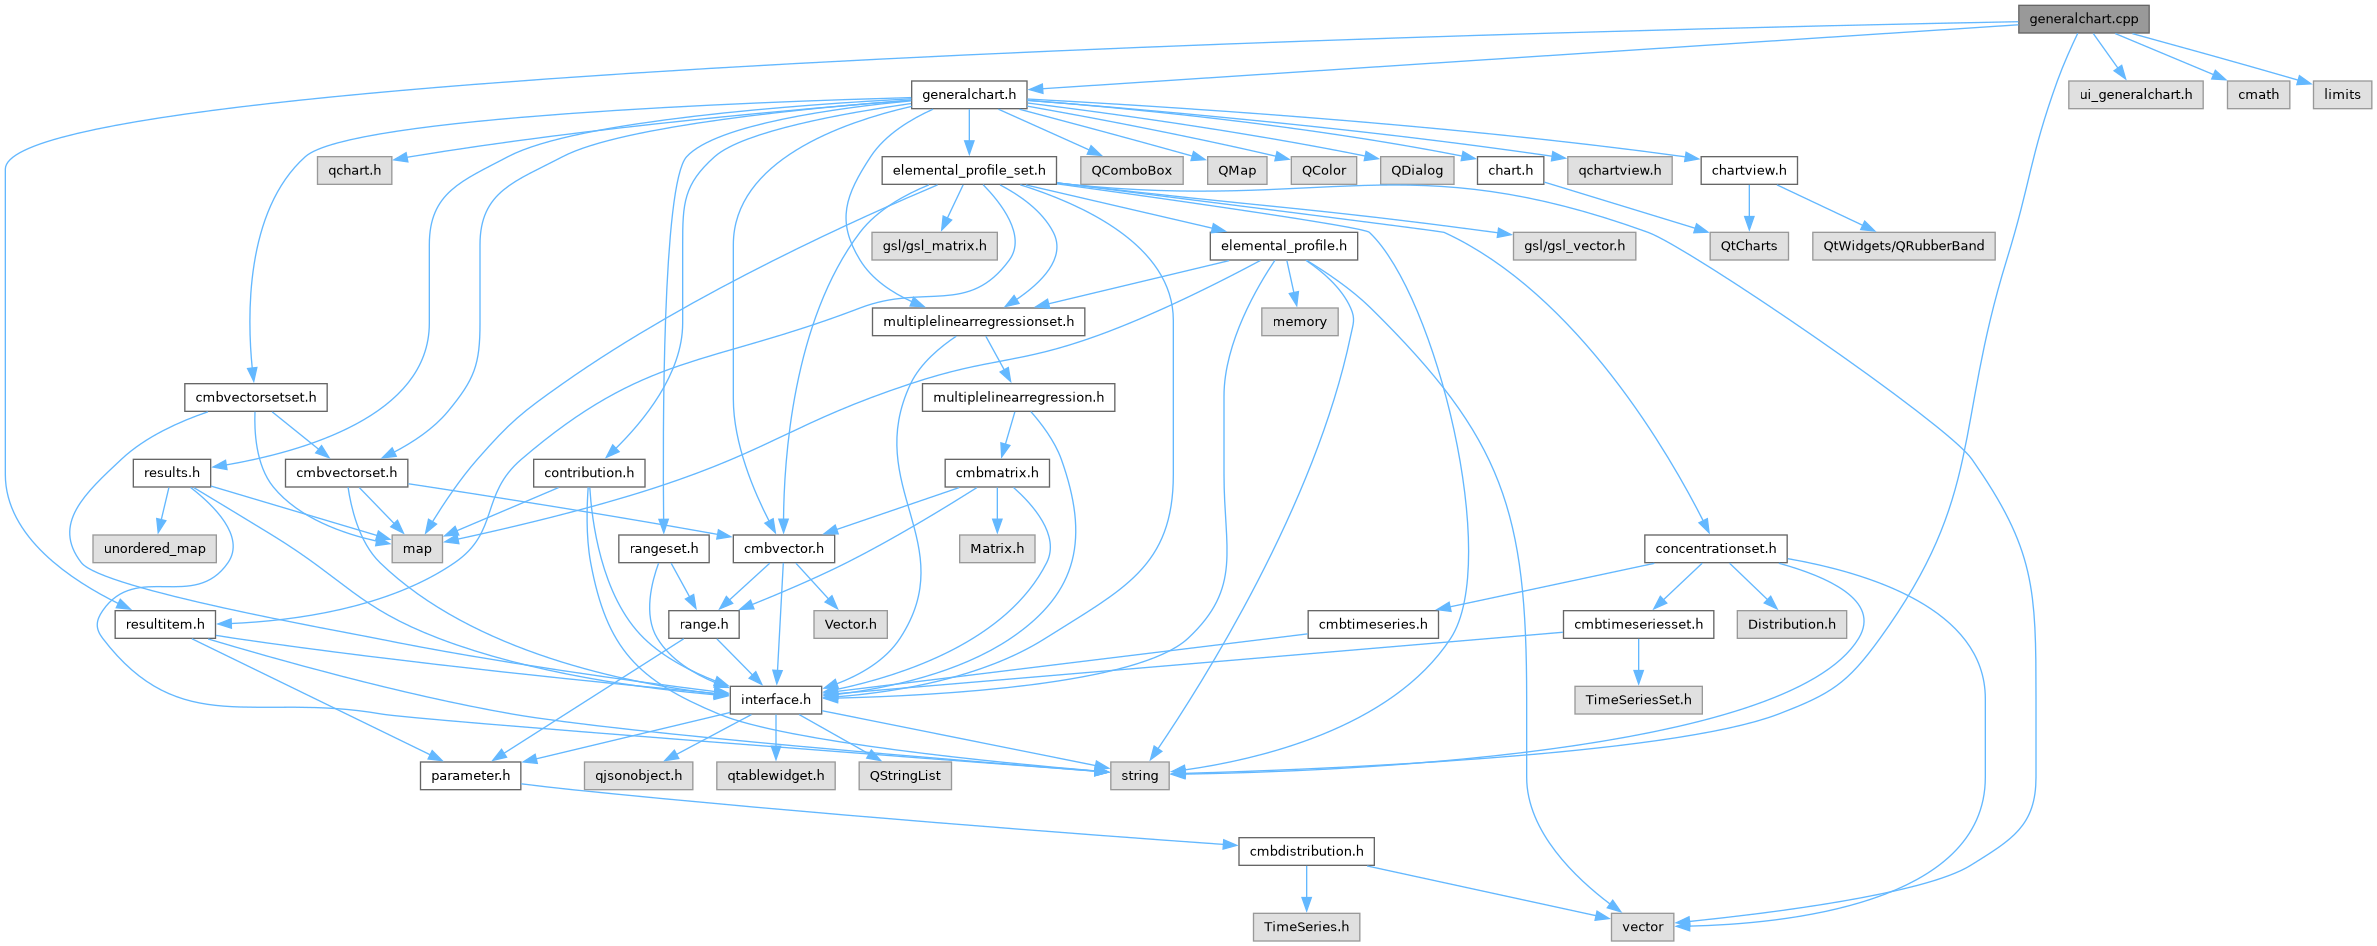 generalchart.cpp
generalchart.h
ui_generalchart.h
cmath
limits
qchart.h
elemental_profile_set.h
QComboBox
QMap
QColor
QDialog
chart.h
qchartview.h
chartview.h
gsl/gsl_matrix.h
elemental_profile.h
gsl/gsl_vector.h
QtCharts
QtWidgets/QRubberBand
multiplelinearregressionset.h
memory
cmbvectorsetset.h
multiplelinearregression.h
results.h
cmbvectorset.h
contribution.h
cmbmatrix.h
unordered_map
map
rangeset.h
cmbvector.h
Matrix.h
concentrationset.h
resultitem.h
range.h
Vector.h
cmbtimeseries.h
cmbtimeseriesset.h
Distribution.h
interface.h
TimeSeriesSet.h
parameter.h
qjsonobject.h
qtablewidget.h
QStringList
string
cmbdistribution.h
TimeSeries.h
vector